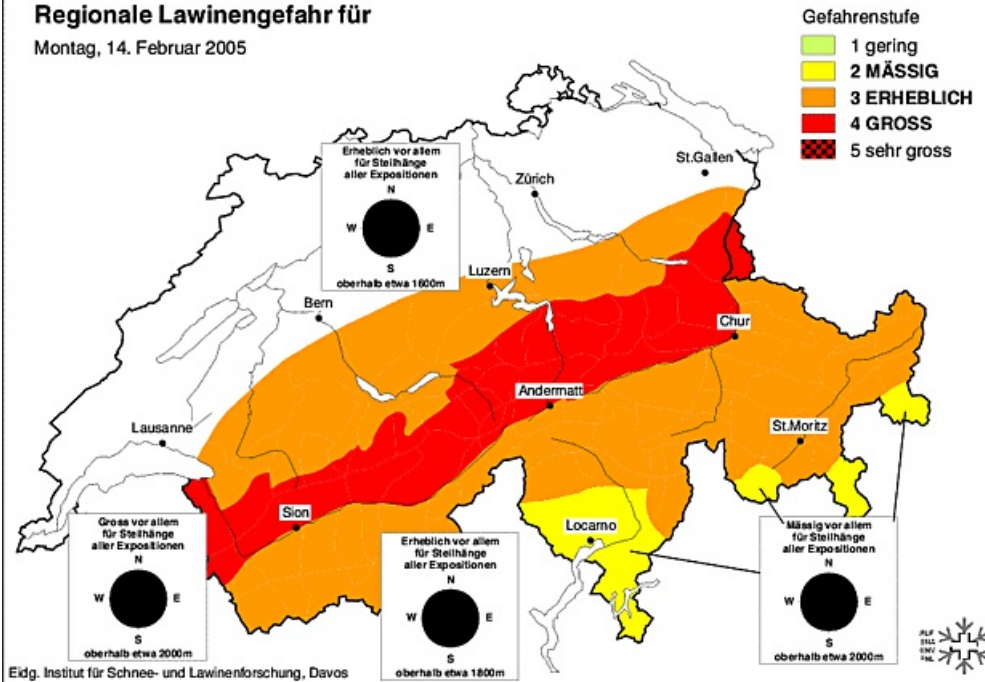 Regionale Lawinengefahr für
Montag, 14. Februar 2005
Gefahrenstufe
1 gering
2 MÄSSIG
3 ERHEBLICH
4 GROSS
5 sehr gross
Erheblich vor allem
für Steilhänge
aller Expositionen
N
W E
S
oberhalb etwa 1600m
St.Gallen
Zürich
Luzern
Bern
Chur
Andermatt
Lausanne
St.Moritz
Sion
Locarno
Gross vor allem
für Steilhänge
aller Expositionen
N
W E
S
oberhalb etwa 2000m
Erheblich vor allem
für Steilhänge
aller Expositionen
N
W E
S
oberhalb etwa 1800m
Mässig vor allem
für Steilhänge
aller Expositionen
N
W E
S
oberhalb etwa 2000m
Eidg. Institut für Schnee- und Lawinenforschung, Davos